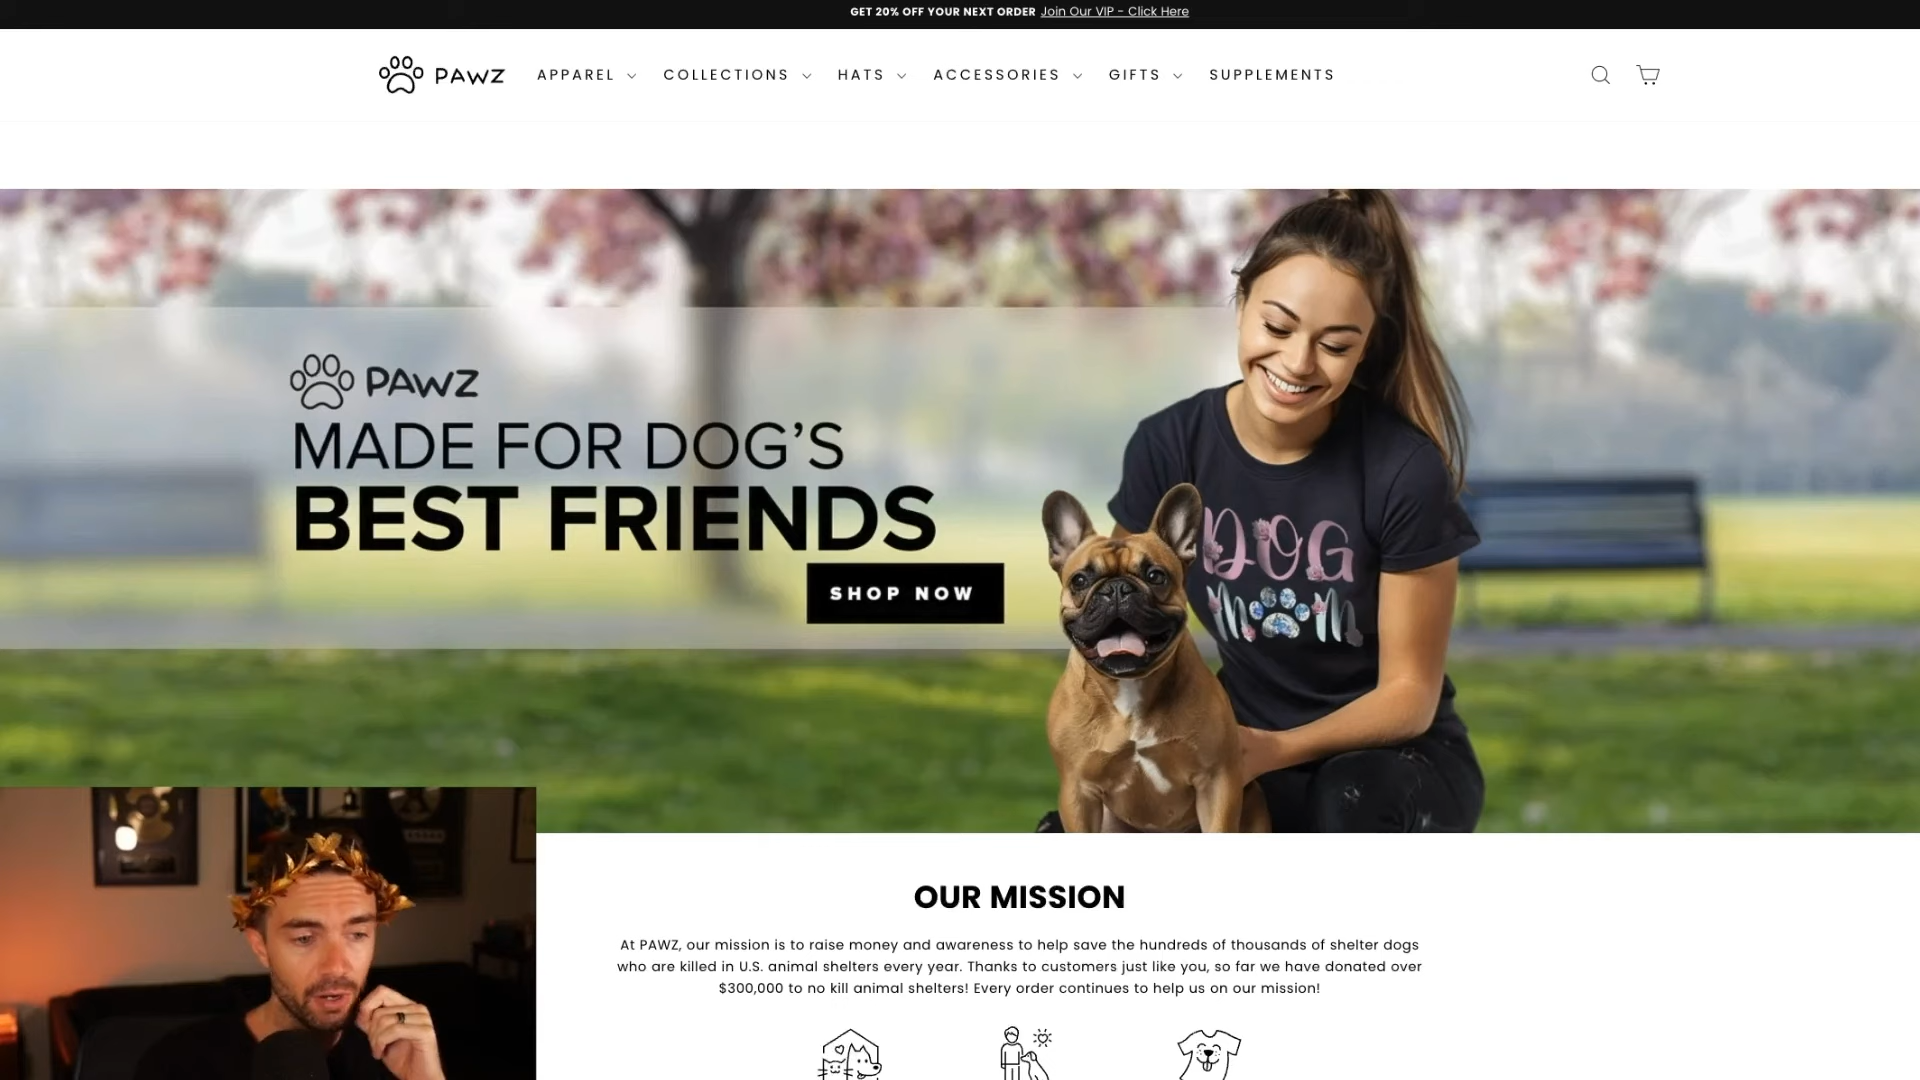 GET 20% OFF YOUR NEXT ORDER Join Our VIP - Click Here
PAWZ APPAREL COLLECTIONS HATS ACCESSORIES GIFTS SUPPLEMENTS
PAWZ
MADE FOR DOG'S
BEST FRIENDS
SHOP NOW
DOG
MOM
OUR MISSION
At PAWZ, our mission is to raise money and awareness to help save the hundreds of thousands of shelter dogs
who are killed in U.S. animal shelters every year. Thanks to customers just like you, so far we have donated over
$300,000 to no kill animal shelters! Every order continues to help us on our mission!